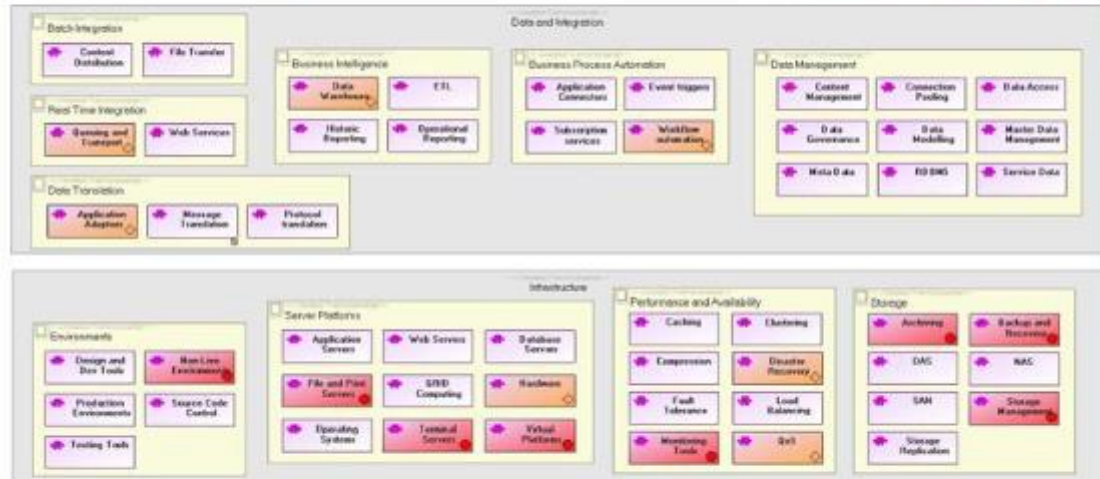 Data and Integration
Batch Integration
Content
Distribution
File Transfer
Real Time Integration
Queuing and
Transport
Web Services
Data Translation
Application
Adaptors
Message
Translation
Protocol
translation
Business Intelligence
Data
Warehouse
ETL
Historic
Reporting
Operational
Reporting
Business Process Automation
Application
Connectors
Event triggers
Subscription
services
Workflow
automation
Data Management
Content
Management
Connection
Pooling
Data Access
Data
Governance
Data
Modelling
Master Data
Management
Meta Data
RDBMS
Service Data
Infrastructure
Environments
Design and
Dev Tools
Non Live
Environments
Production
Environments
Source Code
Control
Testing Tools
Server Platforms
Application
Servers
Web Servers
Database
Servers
File and Print
Servers
GRID
Computing
Hardware
Operating
Systems
Terminal
Servers
Virtual
Platforms
Performance and Availability
Caching
Clustering
Compression
Disaster
Recovery
Fault
Tolerance
Load
Balancing
Monitoring
Tools
QoS
Storage
Archiving
Backup and
Recovery
DAS
NAS
SAN
Storage
Management
Storage
Replication